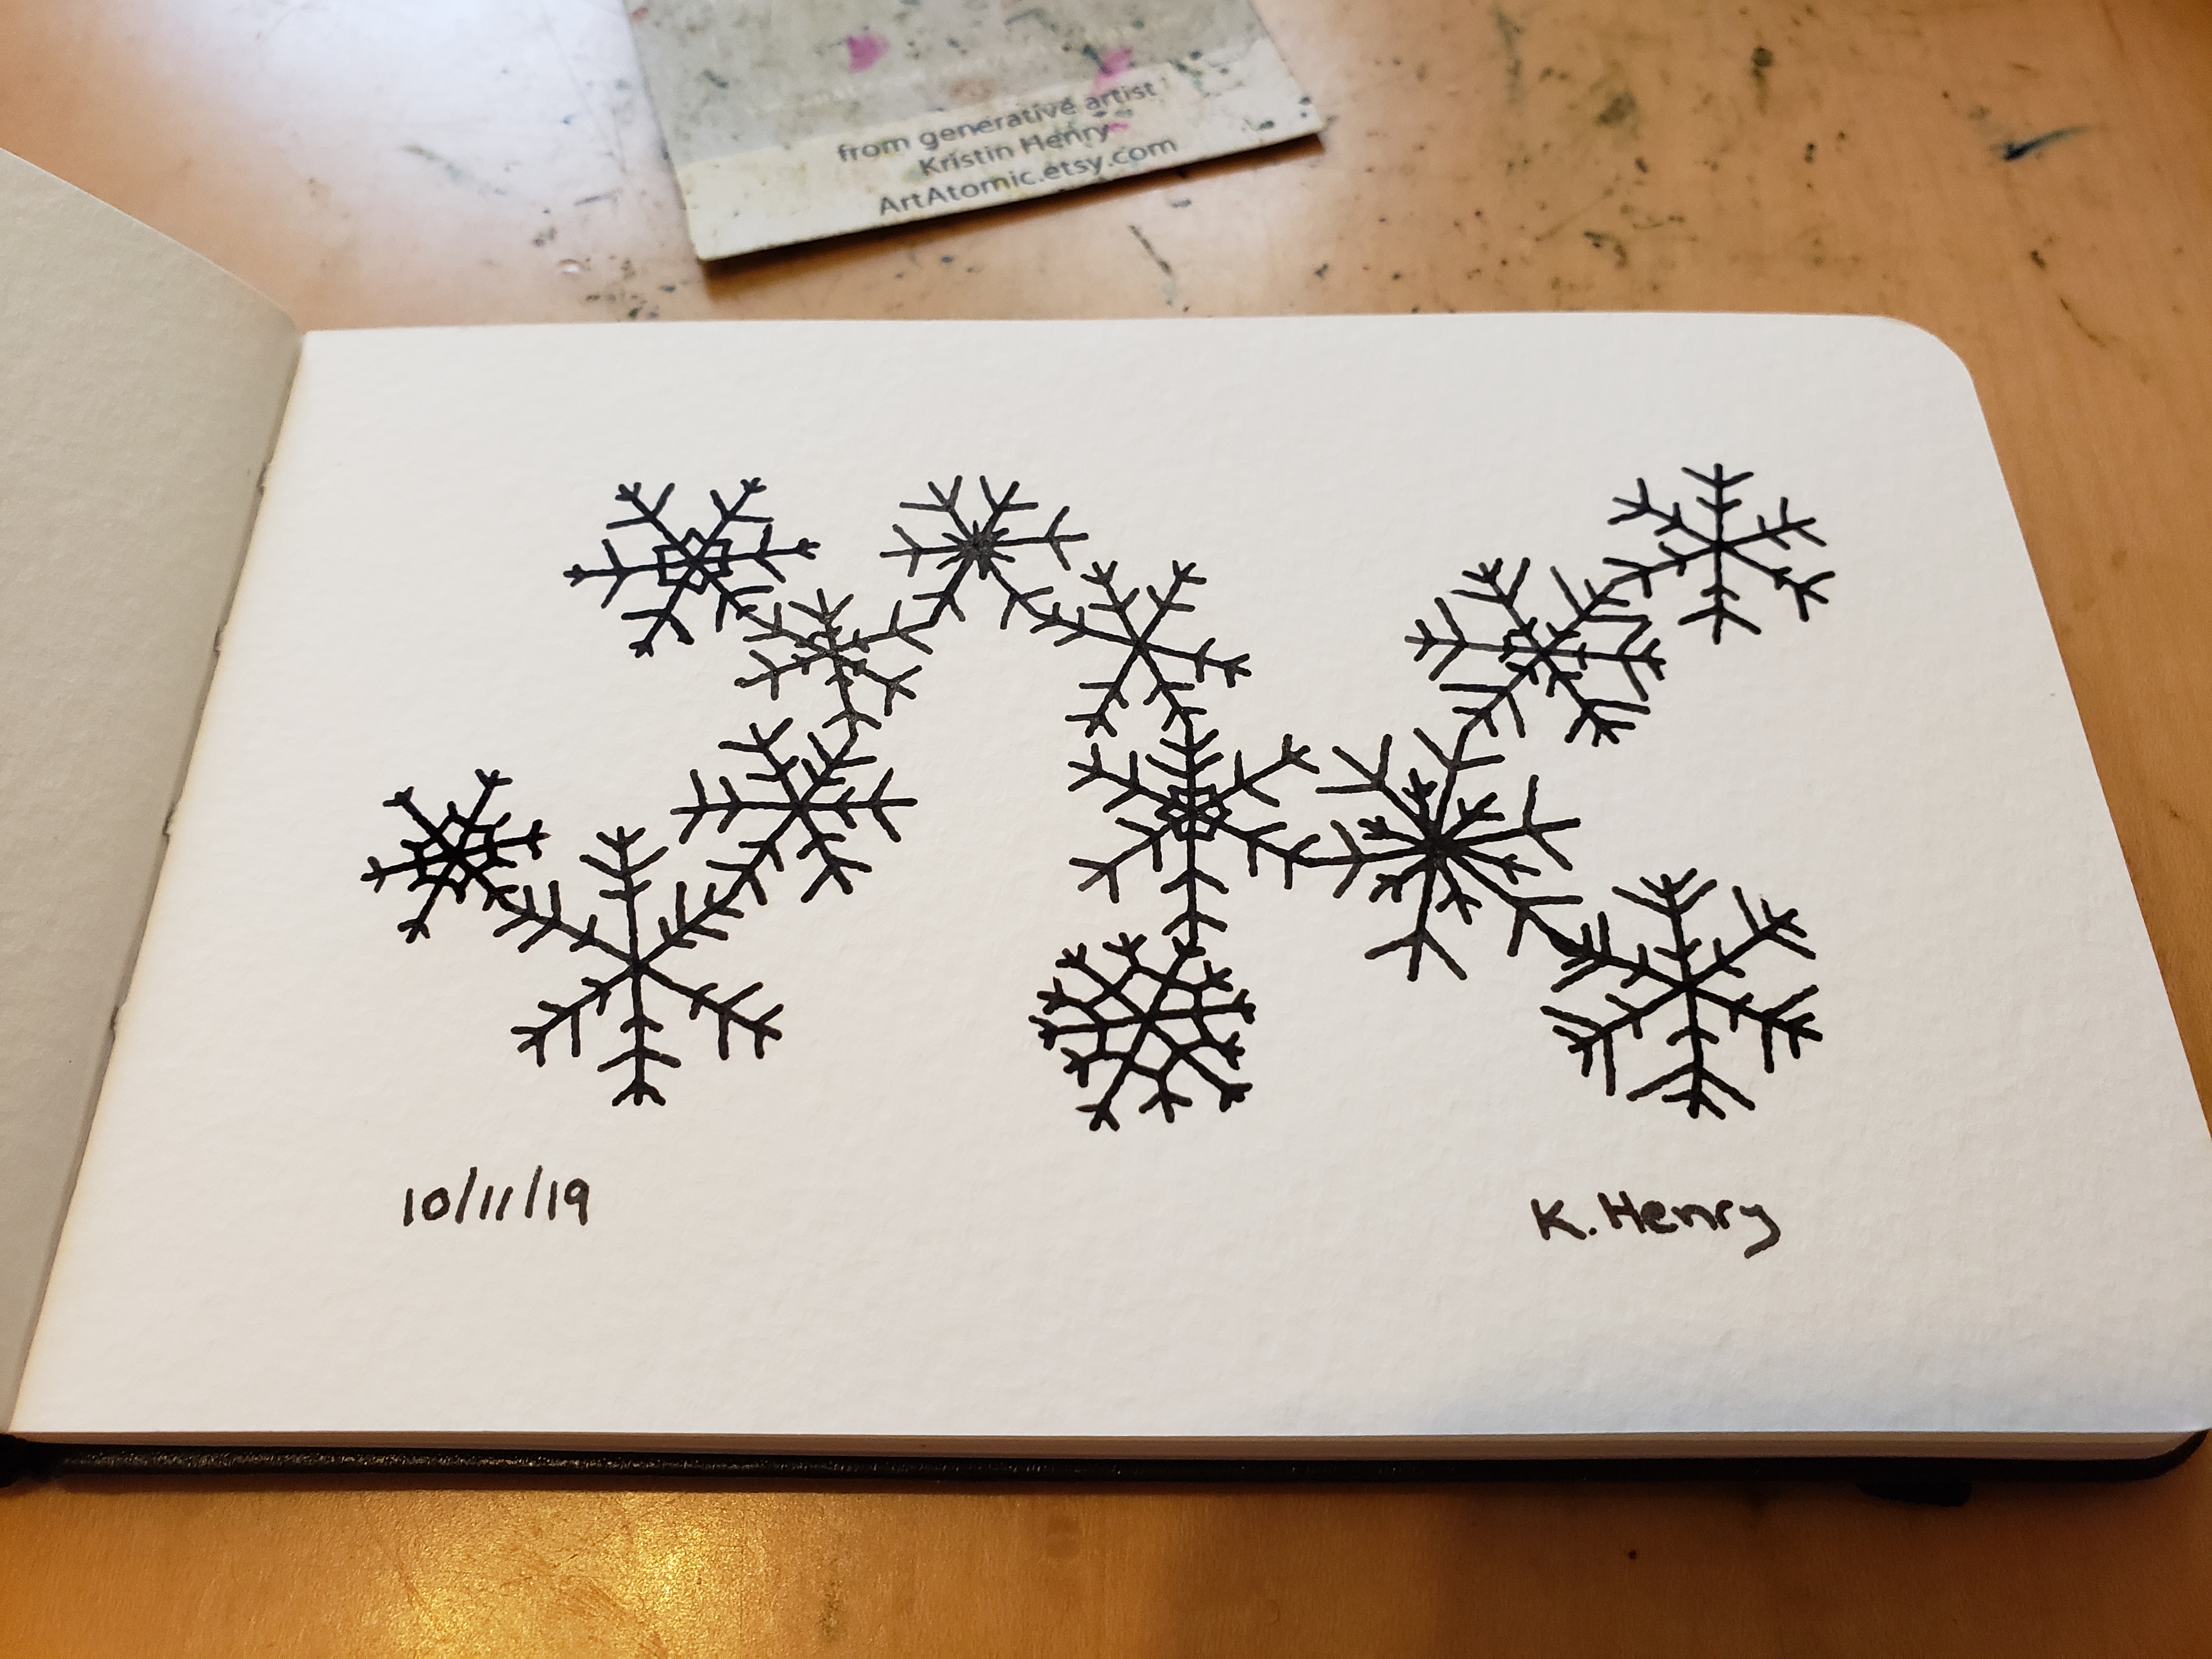 from generative artist
Kristin Henry
ArtAtomic.etsy.com
10/11/19
K. Henry